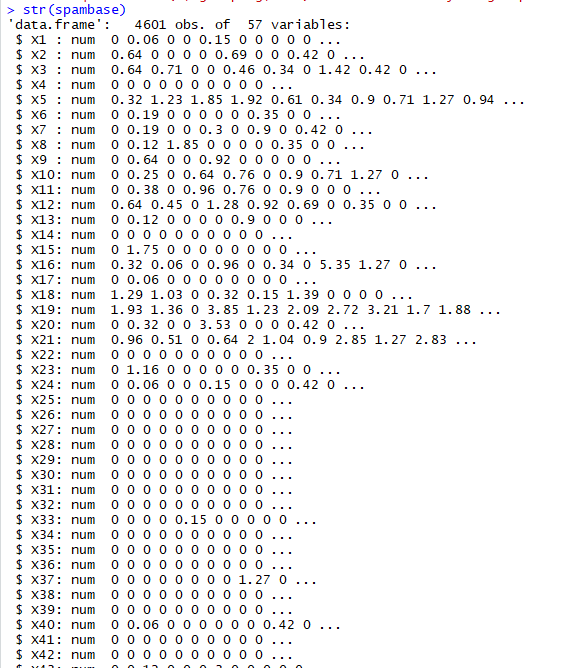 > str(spambase)
'data.frame':   4601 obs. of  57 variables:
 $ X1 : num  0 0.06 0 0 0.15 0 0 0 0 0 ...
 $ X2 : num  0.64 0 0 0 0 0.69 0 0 0.42 0 ...
 $ X3 : num  0.64 0.71 0 0 0.46 0.34 0 1.42 0.42 0 ...
 $ X4 : num  0 0 0 0 0 0 0 0 0 0 ...
 $ X5 : num  0.32 1.23 1.85 1.92 0.61 0.34 0.9 0.71 1.27 0.94 ...
 $ X6 : num  0 0.19 0 0 0 0 0 0.35 0 0 ...
 $ X7 : num  0 0.19 0 0 0.3 0 0.9 0 0.42 0 ...
 $ X8 : num  0 0.12 1.85 0 0 0 0 0.35 0 0 ...
 $ X9 : num  0 0.64 0 0 0.92 0 0 0 0 0 ...
 $ X10: num  0 0.25 0 0.64 0.76 0 0.9 0.71 1.27 0 ...
 $ X11: num  0 0.38 0 0.96 0.76 0 0.9 0 0 0 ...
 $ X12: num  0.64 0.45 0 1.28 0.92 0.69 0 0.35 0 0 ...
 $ X13: num  0 0.12 0 0 0 0 0.9 0 0 0 ...
 $ X14: num  0 0 0 0 0 0 0 0 0 0 ...
 $ X15: num  0 1.75 0 0 0 0 0 0 0 0 ...
 $ X16: num  0.32 0.06 0 0.96 0 0.34 0 5.35 1.27 0 ...
 $ X17: num  0 0.06 0 0 0 0 0 0 0 0 ...
 $ X18: num  1.29 1.03 0 0.32 0.15 1.39 0 0 0 0 ...
 $ X19: num  1.93 1.36 0 3.85 1.23 2.09 2.72 3.21 1.7 1.88 ...
 $ X20: num  0 0.32 0 0 3.53 0 0 0 0.42 0 ...
 $ X21: num  0.96 0.51 0 0.64 2 1.04 0.9 2.85 1.27 2.83 ...
 $ X22: num  0 0 0 0 0 0 0 0 0 0 ...
 $ X23: num  0 1.16 0 0 0 0 0 0.35 0 0 ...
 $ X24: num  0 0.06 0 0 0.15 0 0 0 0.42 0 ...
 $ X25: num  0 0 0 0 0 0 0 0 0 0 ...
 $ X26: num  0 0 0 0 0 0 0 0 0 0 ...
 $ X27: num  0 0 0 0 0 0 0 0 0 0 ...
 $ X28: num  0 0 0 0 0 0 0 0 0 0 ...
 $ X29: num  0 0 0 0 0 0 0 0 0 0 ...
 $ X30: num  0 0 0 0 0 0 0 0 0 0 ...
 $ X31: num  0 0 0 0 0 0 0 0 0 0 ...
 $ X32: num  0 0 0 0 0 0 0 0 0 0 ...
 $ X33: num  0 0 0 0 0.15 0 0 0 0 0 ...
 $ X34: num  0 0 0 0 0 0 0 0 0 0 ...
 $ X35: num  0 0 0 0 0 0 0 0 0 0 ...
 $ X36: num  0 0 0 0 0 0 0 0 0 0 ...
 $ X37: num  0 0 0 0 0 0 0 0 1.27 0 ...
 $ X38: num  0 0 0 0 0 0 0 0 0 0 ...
 $ X39: num  0 0 0 0 0 0 0 0 0 0 ...
 $ X40: num  0 0.06 0 0 0 0 0 0 0.42 0 ...
 $ X41: num  0 0 0 0 0 0 0 0 0 0 ...
 $ X42: num  0 0 0 0 0 0 0 0 0 0 ...